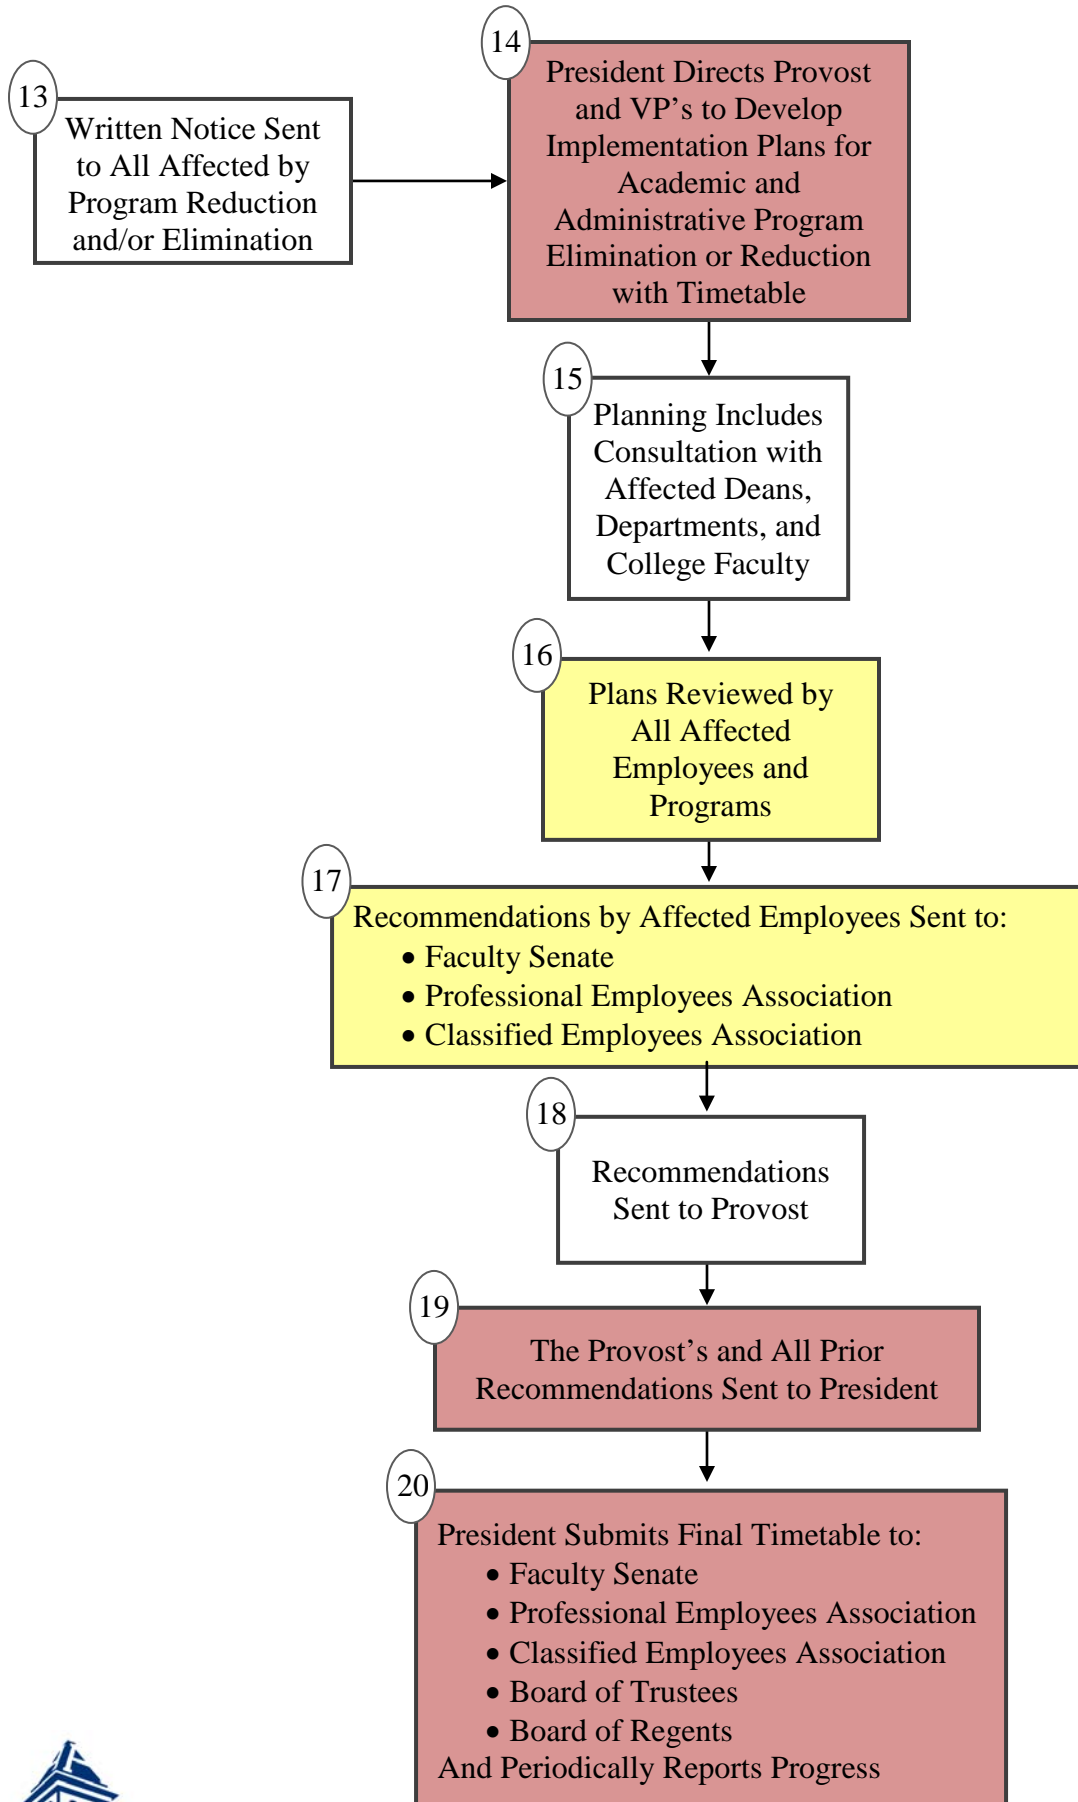 13
Written Notice Sent
to All Affected by
Program Reduction
and/or Elimination
14
President Directs Provost
and VP’s to Develop
Implementation Plans for
Academic and
Administrative Program
Elimination or Reduction
with Timetable
15
Planning Includes
Consultation with
Affected Deans,
Departments, and
College Faculty
16
Plans Reviewed by
All Affected
Employees and
Programs
17
Recommendations by Affected Employees Sent to:
• Faculty Senate
• Professional Employees Association
• Classified Employees Association
18
Recommendations
Sent to Provost
19
The Provost’s and All Prior
Recommendations Sent to President
20
President Submits Final Timetable to:
• Faculty Senate
• Professional Employees Association
• Classified Employees Association
• Board of Trustees
• Board of Regents
And Periodically Reports Progress